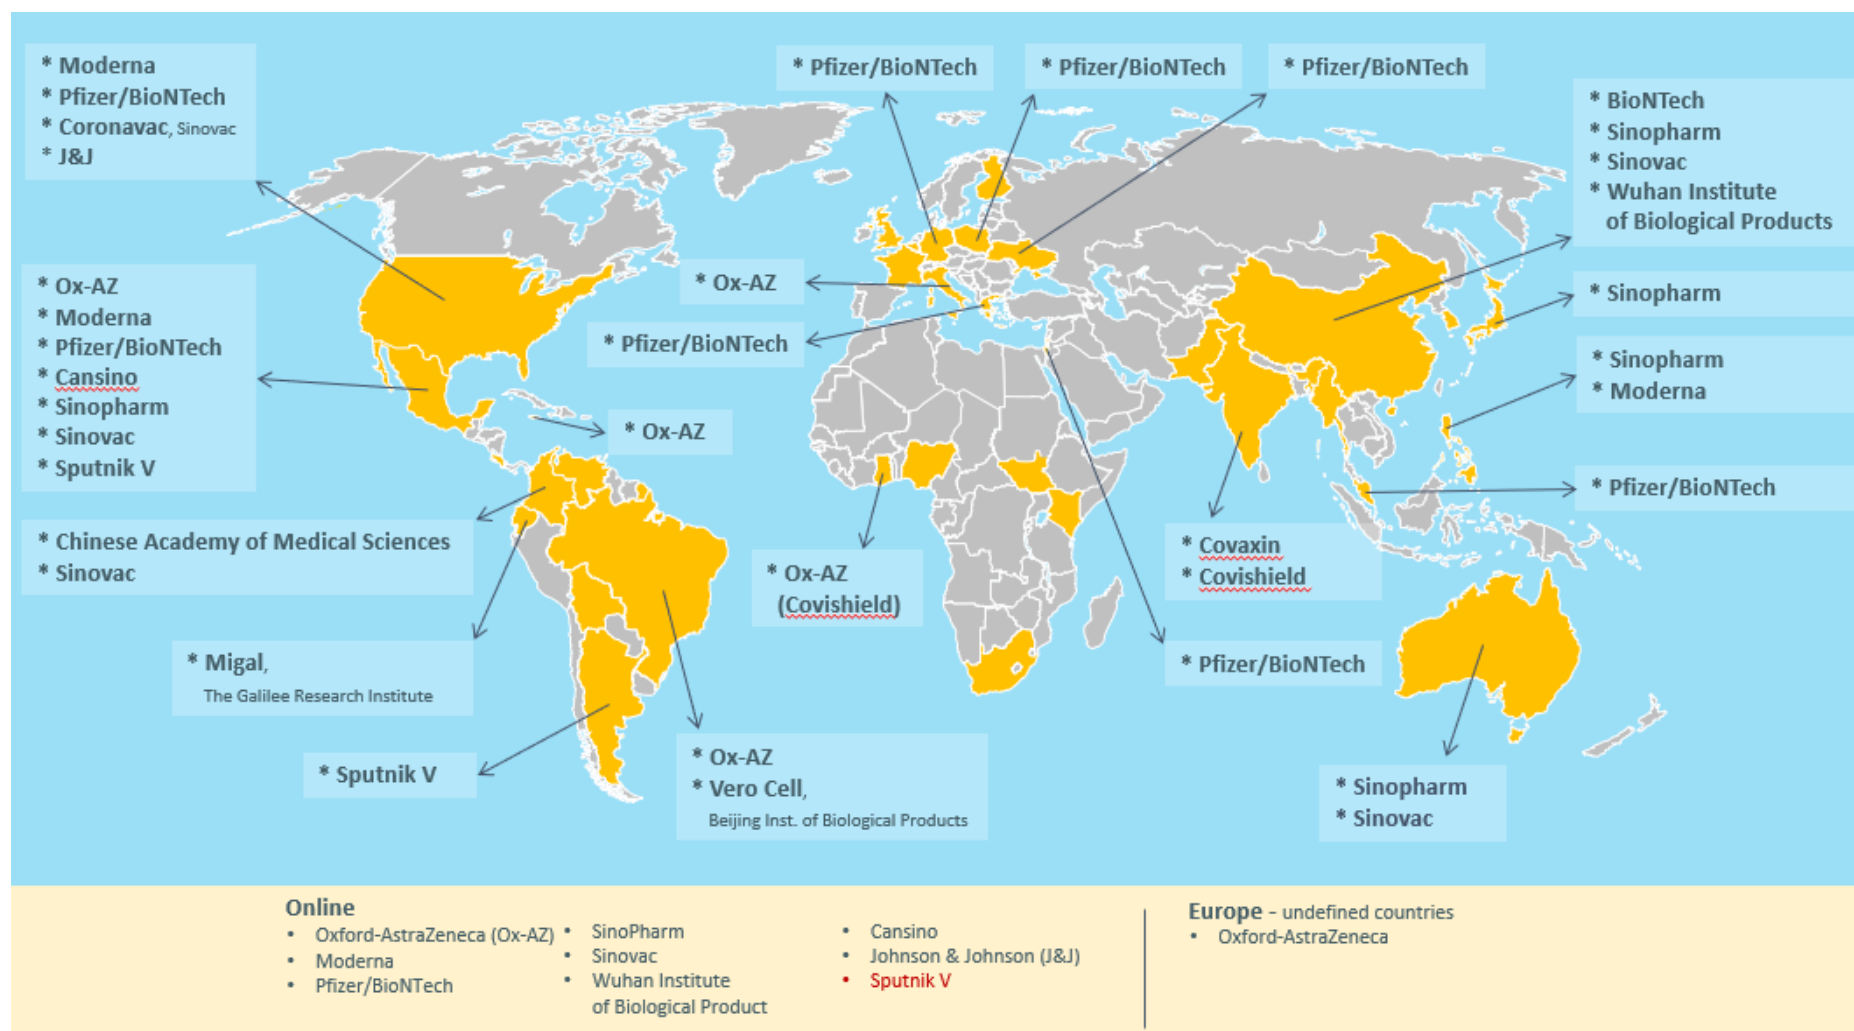 * Moderna
* Pfizer/BioNTech
* Coronavac, Sinovac
* J&J
* Ox-AZ
* Moderna
* Pfizer/BioNTech
* Cansino
* Sinopharm
* Sinovac
* Sputnik V
* Chinese Academy of Medical Sciences
* Sinovac
* Migal,
The Galilee Research Institute
* Sputnik V
* Ox-AZ
* Vero Cell,
Beijing Inst. of Biological Products
* Ox-AZ
* Pfizer/BioNTech
* Pfizer/BioNTech
* Pfizer/BioNTech
* Ox-AZ
* Pfizer/BioNTech
* Ox-AZ
(Covishield)
* BioNTech
* Sinopharm
* Sinovac
* Wuhan Institute
of Biological Products
* Sinopharm
* Sinopharm
* Moderna
* Pfizer/BioNTech
* Covaxin
* Covishield
* Pfizer/BioNTech
* Sinopharm
* Sinovac
Online
• Oxford-AstraZeneca (Ox-AZ)
• Moderna
• Pfizer/BioNTech
• SinoPharm
• Sinovac
• Wuhan Institute
of Biological Product
• Cansino
• Johnson & Johnson (J&J)
• Sputnik V
Europe - undefined countries
• Oxford-AstraZeneca